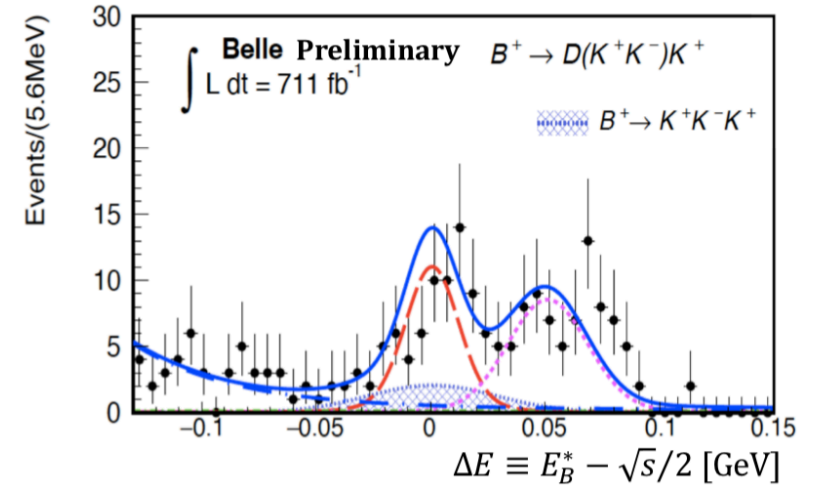 30
25
20
15
10
5
0
Events/(5.6MeV)
Belle Preliminary
∫ L dt = 711 fb⁻¹
B⁺ → D(K⁺K⁻)K⁺
B⁺→ K⁺K⁻K⁺
−0.1 −0.05 0 0.05 0.1 0.15
ΔE ≡ E*_B − √s/2 [GeV]